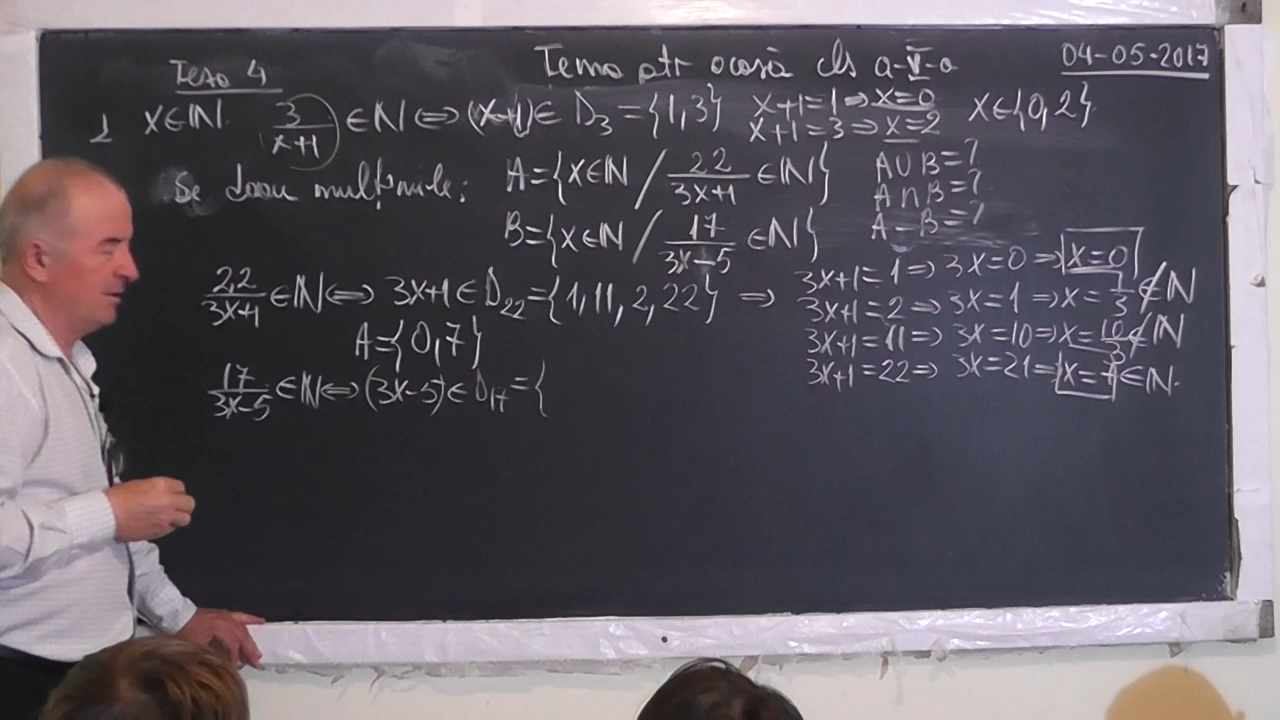 Tema ptr acasă cls a-V-a
04-05-2017
Test 4
1 x∈ℕ 3/(x+1) ∈ℕ ⇔ (x+1)∈ D₃={1,3} x+1=1⇒x=0 x∈{0,2}
x+1=3⇒x=2
Se dau mulțimile: A={x∈ℕ / 22/(3x+1) ∈ℕ} A∪B=?
A∩B=?
B={x∈ℕ / 17/(3x-5) ∈ℕ} A-B=?
22/(3x+1) ∈ℕ ⇔ 3x+1∈D₂₂={1,11,2,22} ⇒ 3x+1=1⇒3x=0⇒x=0
3x+1=2⇒3x=1⇒x=1/3∉ℕ
A={0,7} 3x+1=11⇒3x=10⇒x=10/3∉ℕ
3x+1=22⇒3x=21⇒x=7∈ℕ.
17/(3x-5) ∈ℕ ⇔ (3x-5)∈D₁₇={